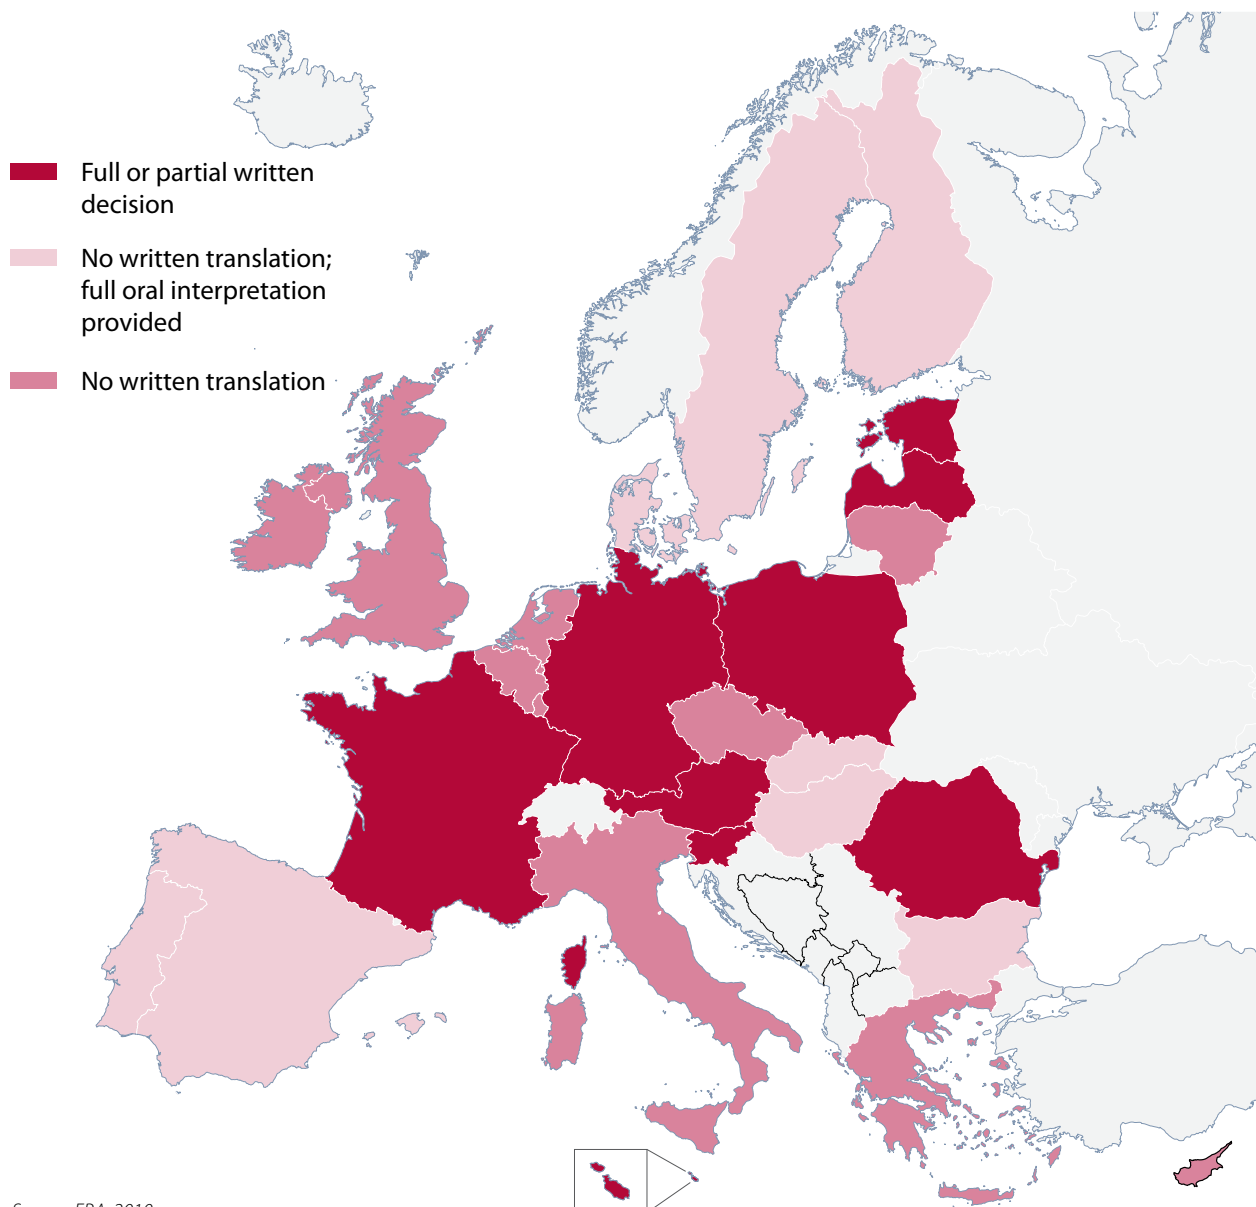 Full or partial written
decision
No written translation;
full oral interpretation
provided
No written translation